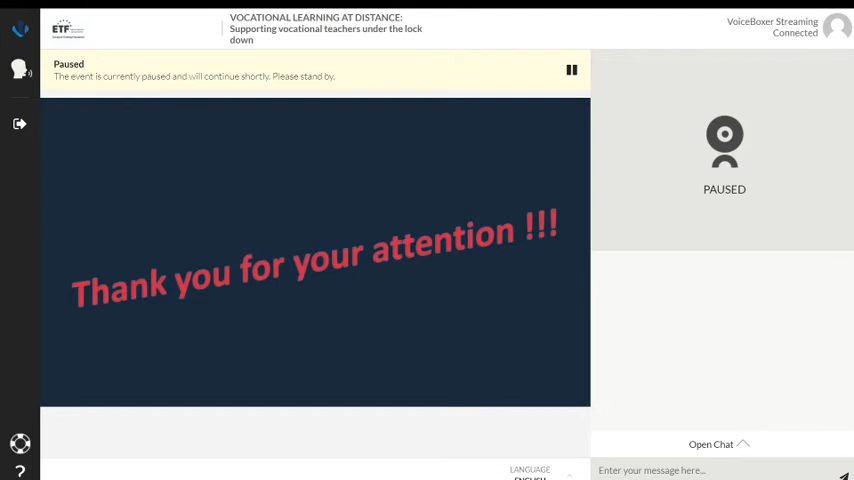 ETF
VOCATIONAL LEARNING AT DISTANCE:
Supporting vocational teachers under the lock
down
VoiceBoxer Streaming
Connected
Paused
The event is currently paused and will continue shortly. Please stand by.
PAUSED
Thank you for your attention !!!
Open Chat
Enter your message here...
LANGUAGE
ENGLISH
?